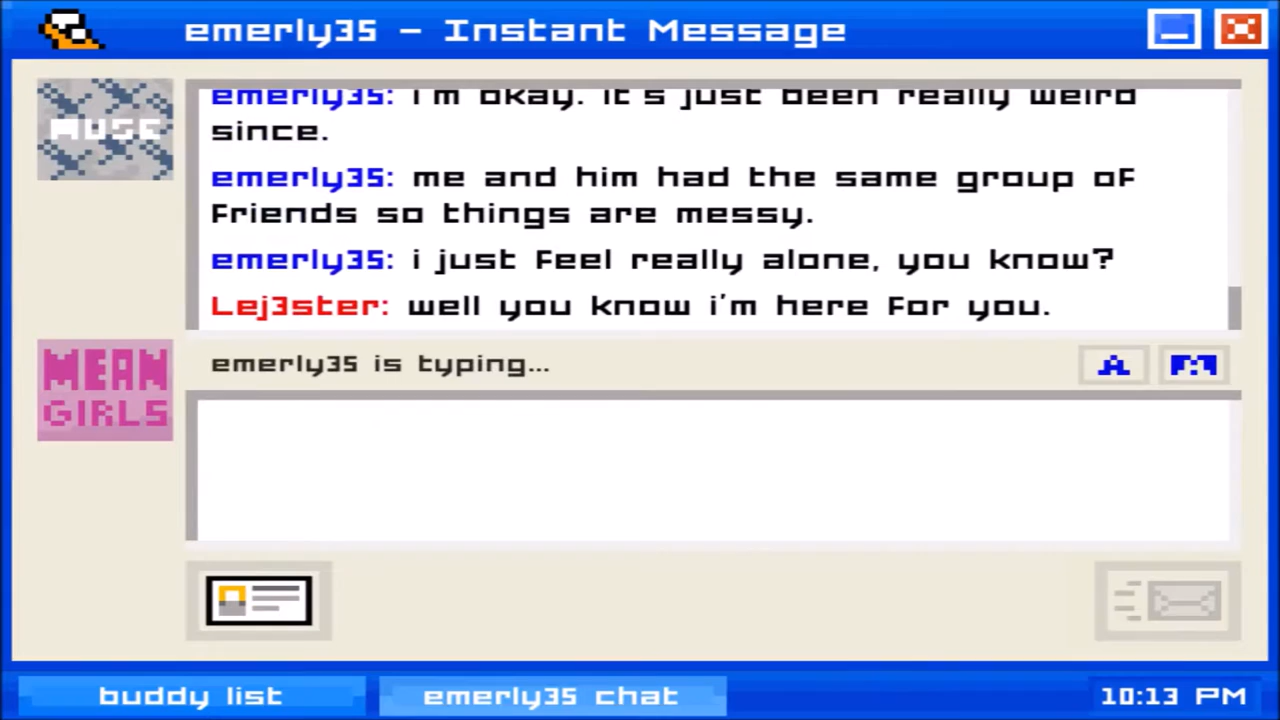 emerly35 - Instant Message
MUSE
emerly35: i'm okay. it's just been really weird
since.
emerly35: me and him had the same group of
friends so things are messy.
emerly35: i just feel really alone, you know?
Lej3ster: well you know i'm here for you.
MEAN
GIRLS
emerly35 is typing...
A
buddy list
emerly35 chat
10:13 PM